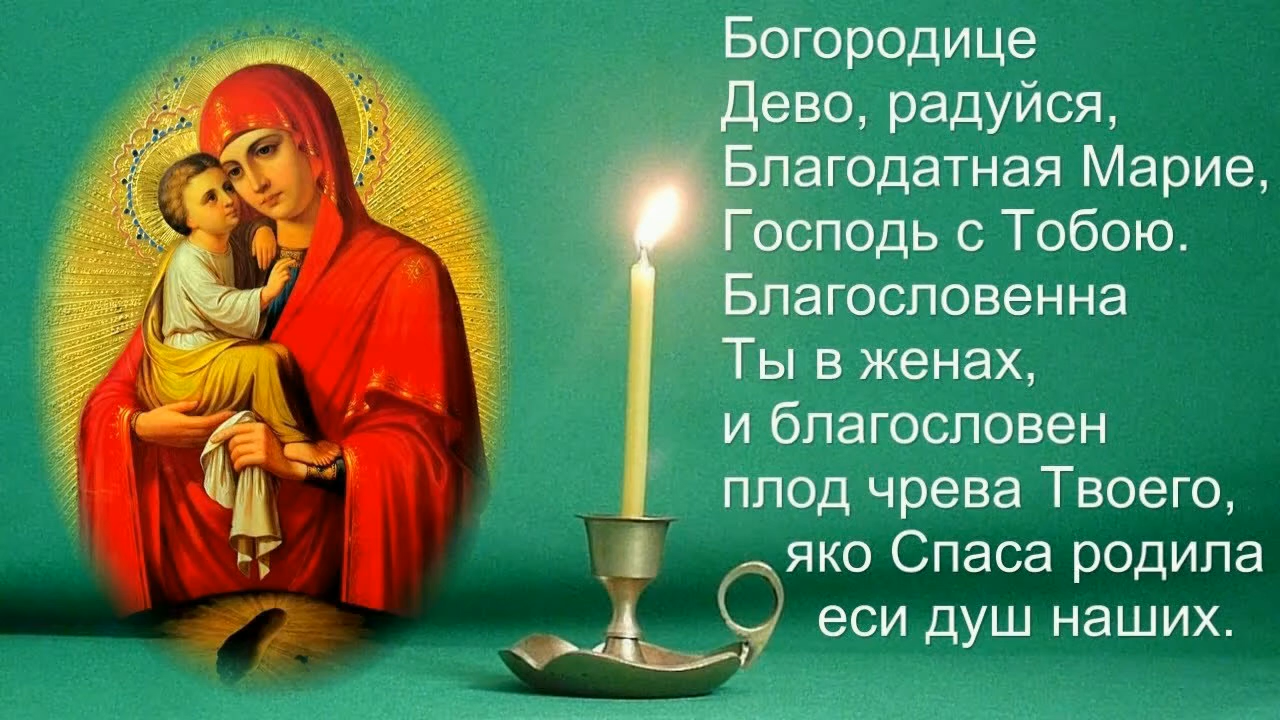 Богородице
Дево, радуйся,
Благодатная Марие,
Господь с Тобою.
Благословенна
Ты в женах,
и благословен
плод чрева Твоего,
яко Спаса родила
еси душ наших.